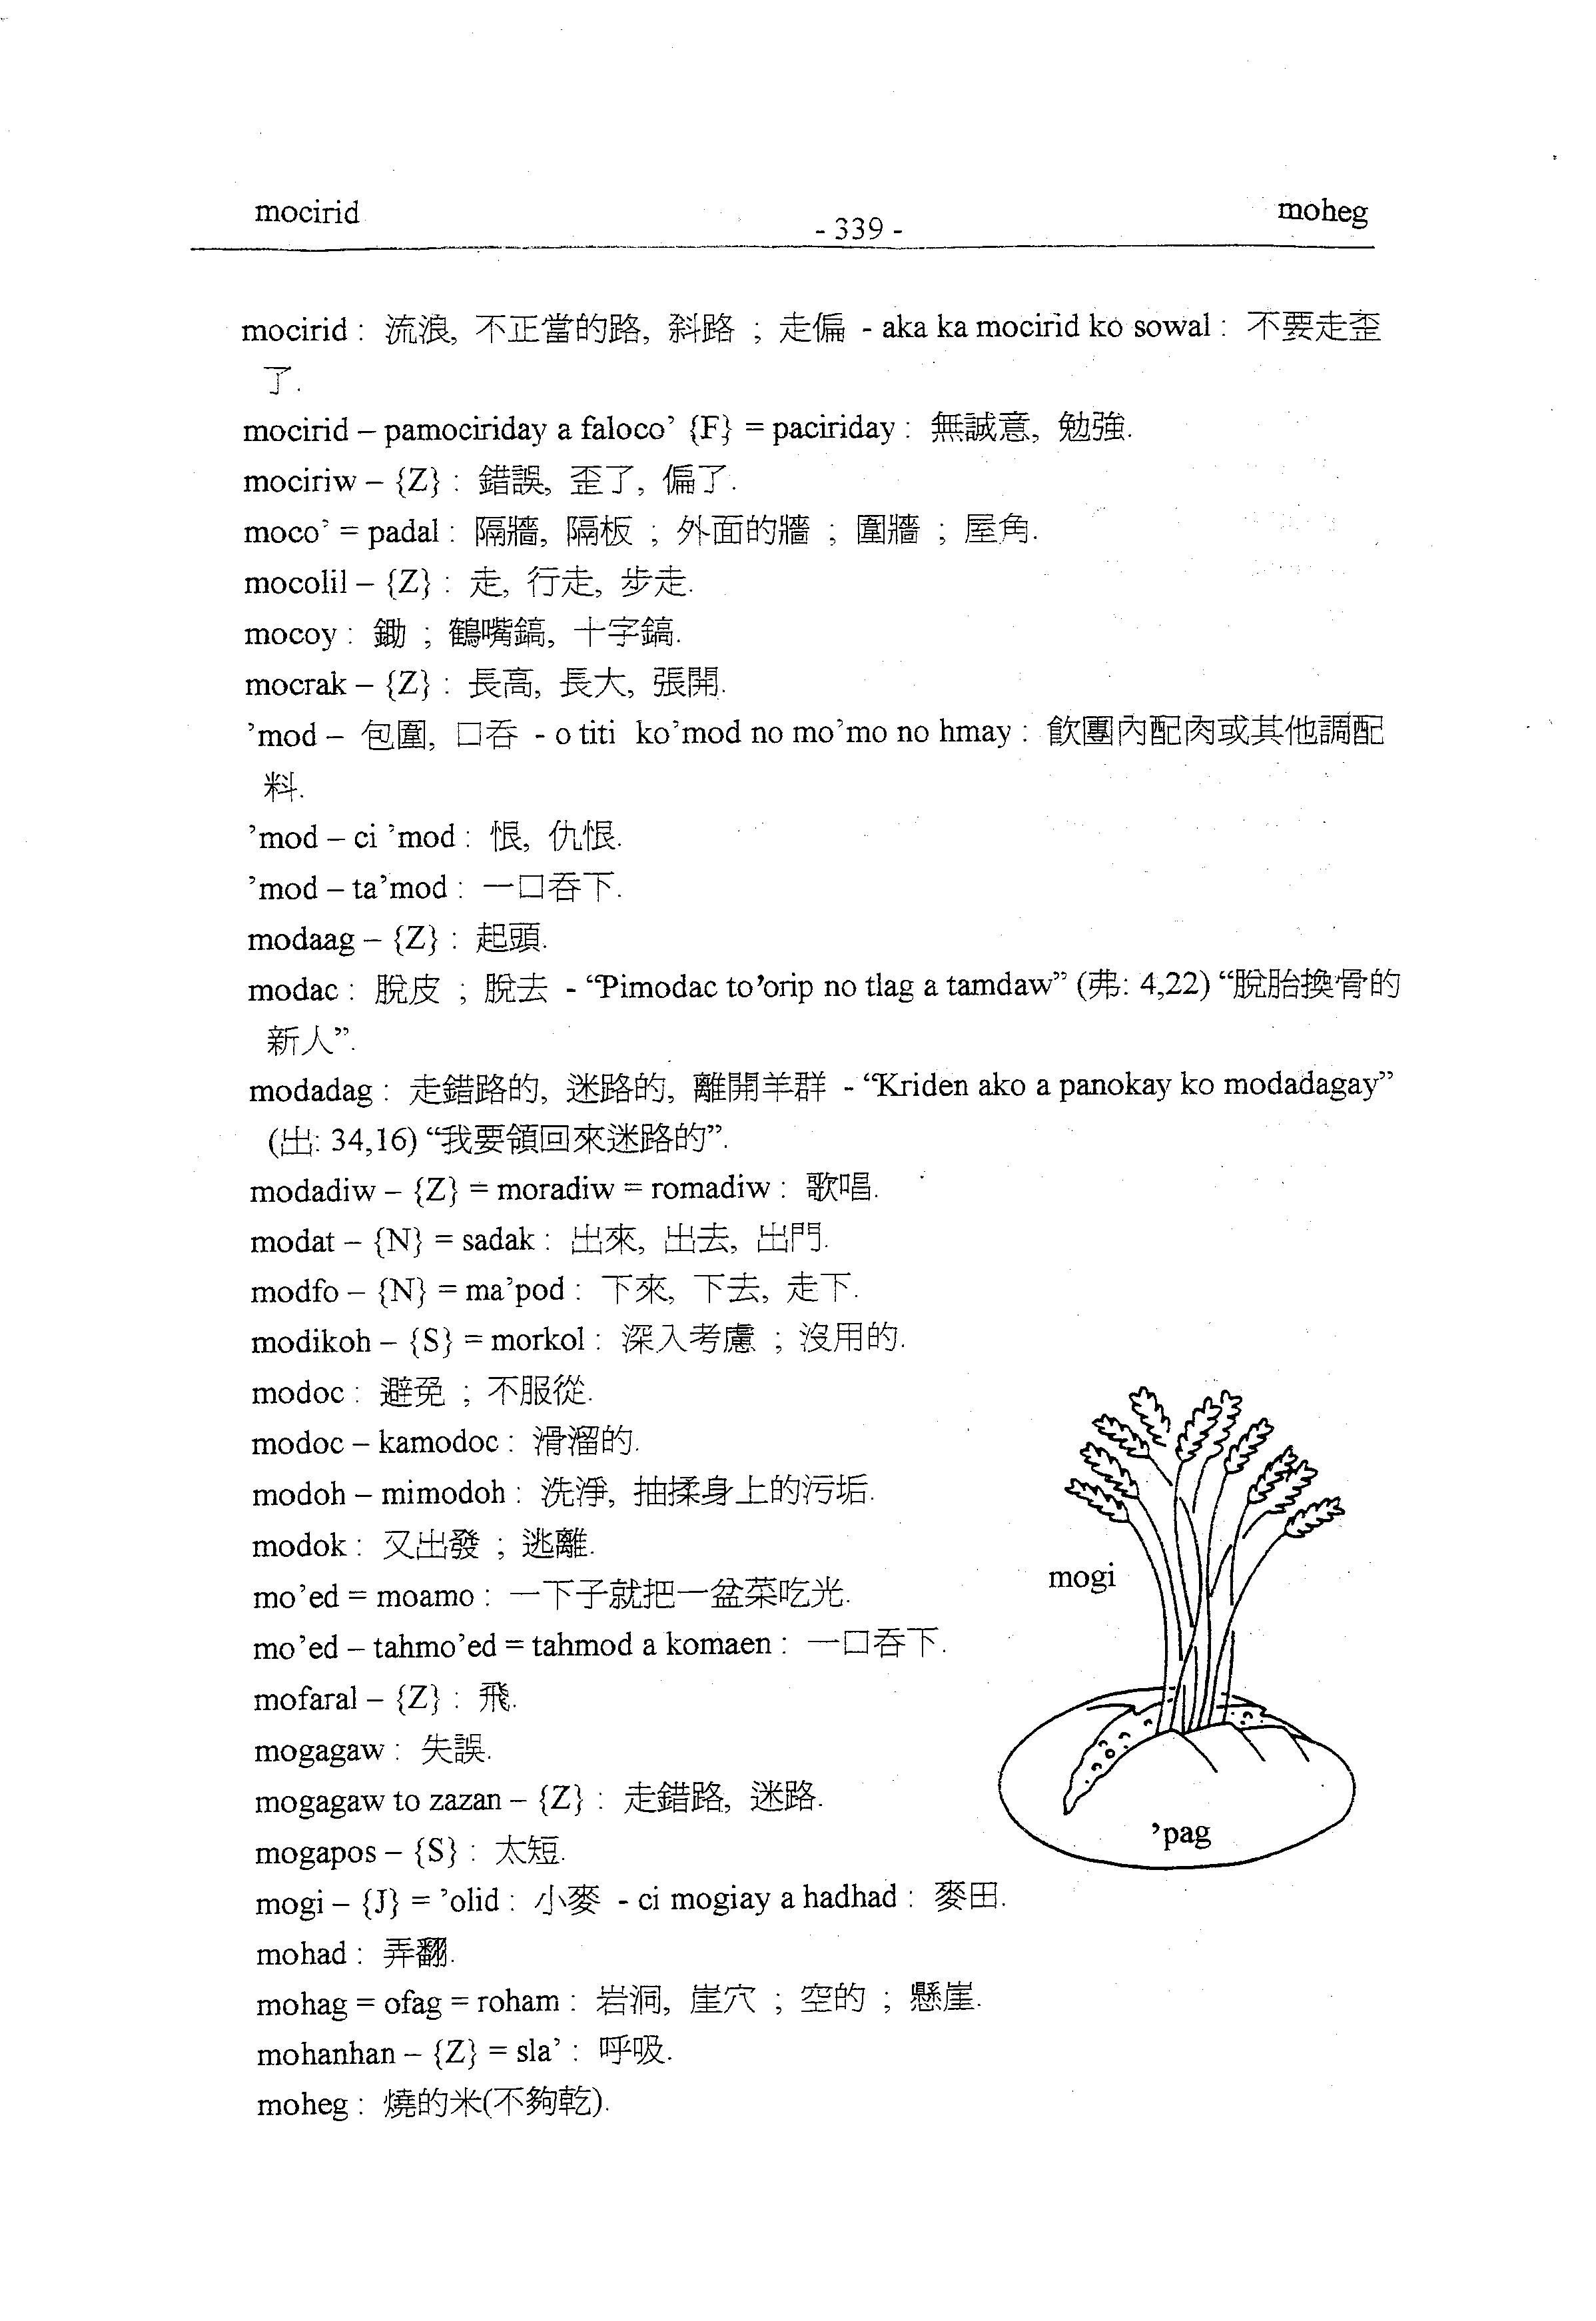 mocirid
- 339 -
moheg
mocirid : 流浪, 不正當的路, 斜路 ; 走偏 - aka ka mocirid ko sowal : 不要走歪
了.
mocirid – pamociriday a faloco’ {F} = paciriday : 無誠意, 勉強.
mociriw – {Z} : 錯誤, 歪了, 偏了.
moco’ = padal : 隔牆, 隔板 ; 外面的牆 ; 圍牆 ; 屋角.
mocolil – {Z} : 走, 行走, 步走.
mocoy : 鋤 ; 鶴嘴鎬, 十字鎬.
mocrak – {Z} : 長高, 長大, 張開.
’mod – 包圍, 口吞 - o titi ko’mod no mo’mo no hmay : 飲團內配肉或其他調配
料.
’mod – ci ’mod : 恨, 仇恨.
’mod – ta’mod : 一口吞下.
modaag – {Z} : 起頭.
modac : 脫皮 ; 脫去 - “Pimodac to’orip no tlag a tamdaw” (弗: 4,22) “脫胎換骨的
新人”.
modadag : 走錯路的, 迷路的, 離開羊群 - “Kriden ako a panokay ko modadagay”
(出: 34,16) “我要領回來迷路的”.
modadiw – {Z} = moradiw = romadiw : 歌唱.
modat – {N} = sadak : 出來, 出去, 出門.
modfo – {N} = ma’pod : 下來, 下去, 走下.
modikoh – {S} = morkol : 深入考慮 ; 沒用的.
modoc : 避免 ; 不服從.
modoc – kamodoc : 滑溜的.
modoh – mimodoh : 洗淨, 抽揉身上的污垢.
modok : 又出發 ; 逃離.
mo’ed = moamo : 一下子就把一盆菜吃光.
mo’ed – tahmo’ed = tahmod a komaen : 一口吞下.
mofaral – {Z} : 飛.
mogagaw : 失誤.
mogagaw to zazan – {Z} : 走錯路, 迷路.
mogapos – {S} : 太短.
mogi – {J} = ’olid : 小麥 - ci mogiay a hadhad : 麥田.
mohad : 弄翻.
mohag = ofag = roham : 岩洞, 崖穴 ; 空的 ; 懸崖.
mohanhan – {Z} = sla’ : 呼吸.
moheg : 燒的米(不夠乾).
mogi
’pag